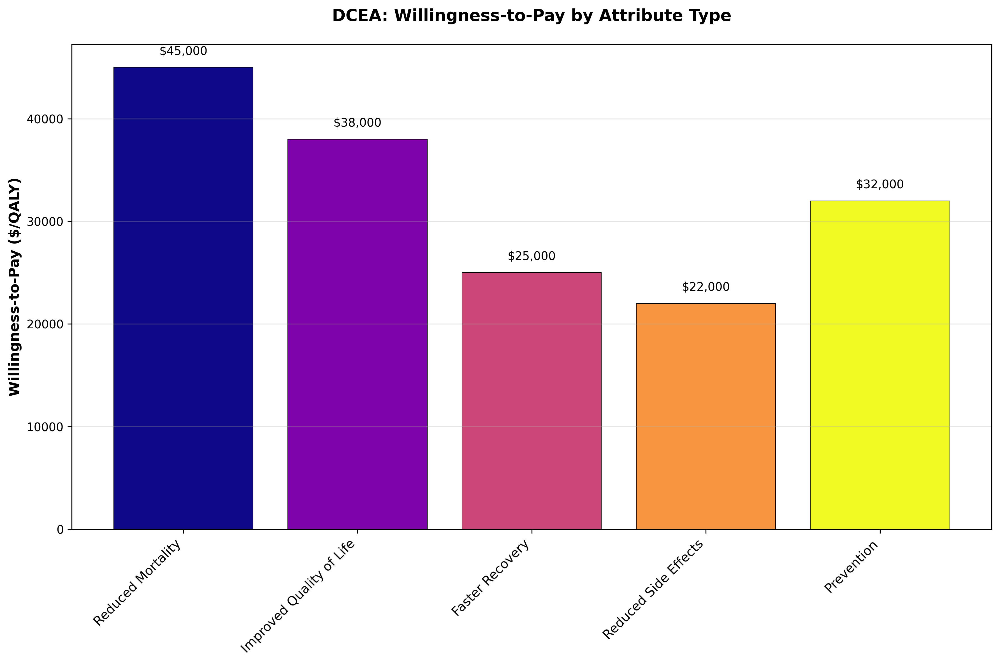 DCEA: Willingness-to-Pay by Attribute Type
Willingness-to-Pay ($/QALY)
40000
30000
20000
10000
0
$45,000
$38,000
$25,000
$22,000
$32,000
Reduced Mortality
Improved Quality of Life
Faster Recovery
Reduced Side Effects
Prevention